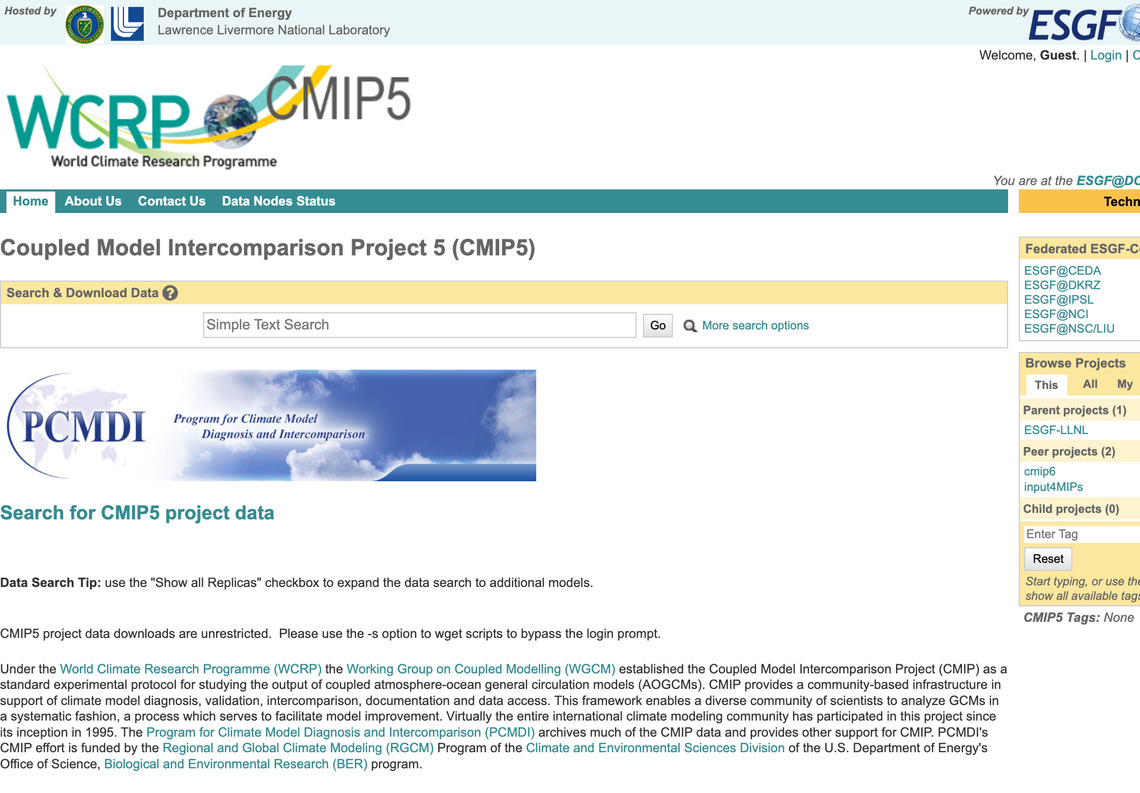 Hosted by
Department of Energy
Lawrence Livermore National Laboratory
Powered by
ESGF
Welcome, Guest. | Login |
WCRP
CMIP5
World Climate Research Programme
You are at the ESGF@DO
Home About Us Contact Us Data Nodes Status
Techn
Coupled Model Intercomparison Project 5 (CMIP5)
Search & Download Data ?
Simple Text Search Go More search options
PCMDI
Program for Climate Model
Diagnosis and Intercomparison
Search for CMIP5 project data
Data Search Tip: use the "Show all Replicas" checkbox to expand the data search to additional models.
CMIP5 project data downloads are unrestricted. Please use the -s option to wget scripts to bypass the login prompt.
Under the World Climate Research Programme (WCRP) the Working Group on Coupled Modelling (WGCM) established the Coupled Model Intercomparison Project (CMIP) as a
standard experimental protocol for studying the output of coupled atmosphere-ocean general circulation models (AOGCMs). CMIP provides a community-based infrastructure in
support of climate model diagnosis, validation, intercomparison, documentation and data access. This framework enables a diverse community of scientists to analyze GCMs in
a systematic fashion, a process which serves to facilitate model improvement. Virtually the entire international climate modeling community has participated in this project since
its inception in 1995. The Program for Climate Model Diagnosis and Intercomparison (PCMDI) archives much of the CMIP data and provides other support for CMIP. PCMDI's
CMIP effort is funded by the Regional and Global Climate Modeling (RGCM) Program of the Climate and Environmental Sciences Division of the U.S. Department of Energy's
Office of Science, Biological and Environmental Research (BER) program.
Federated ESGF-C
ESGF@CEDA
ESGF@DKRZ
ESGF@IPSL
ESGF@NCI
ESGF@NSC/LIU
Browse Projects
This All My
Parent projects (1)
ESGF-LLNL
Peer projects (2)
cmip6
input4MIPs
Child projects (0)
Enter Tag
Reset
Start typing, or use the
show all available tags
CMIP5 Tags: None